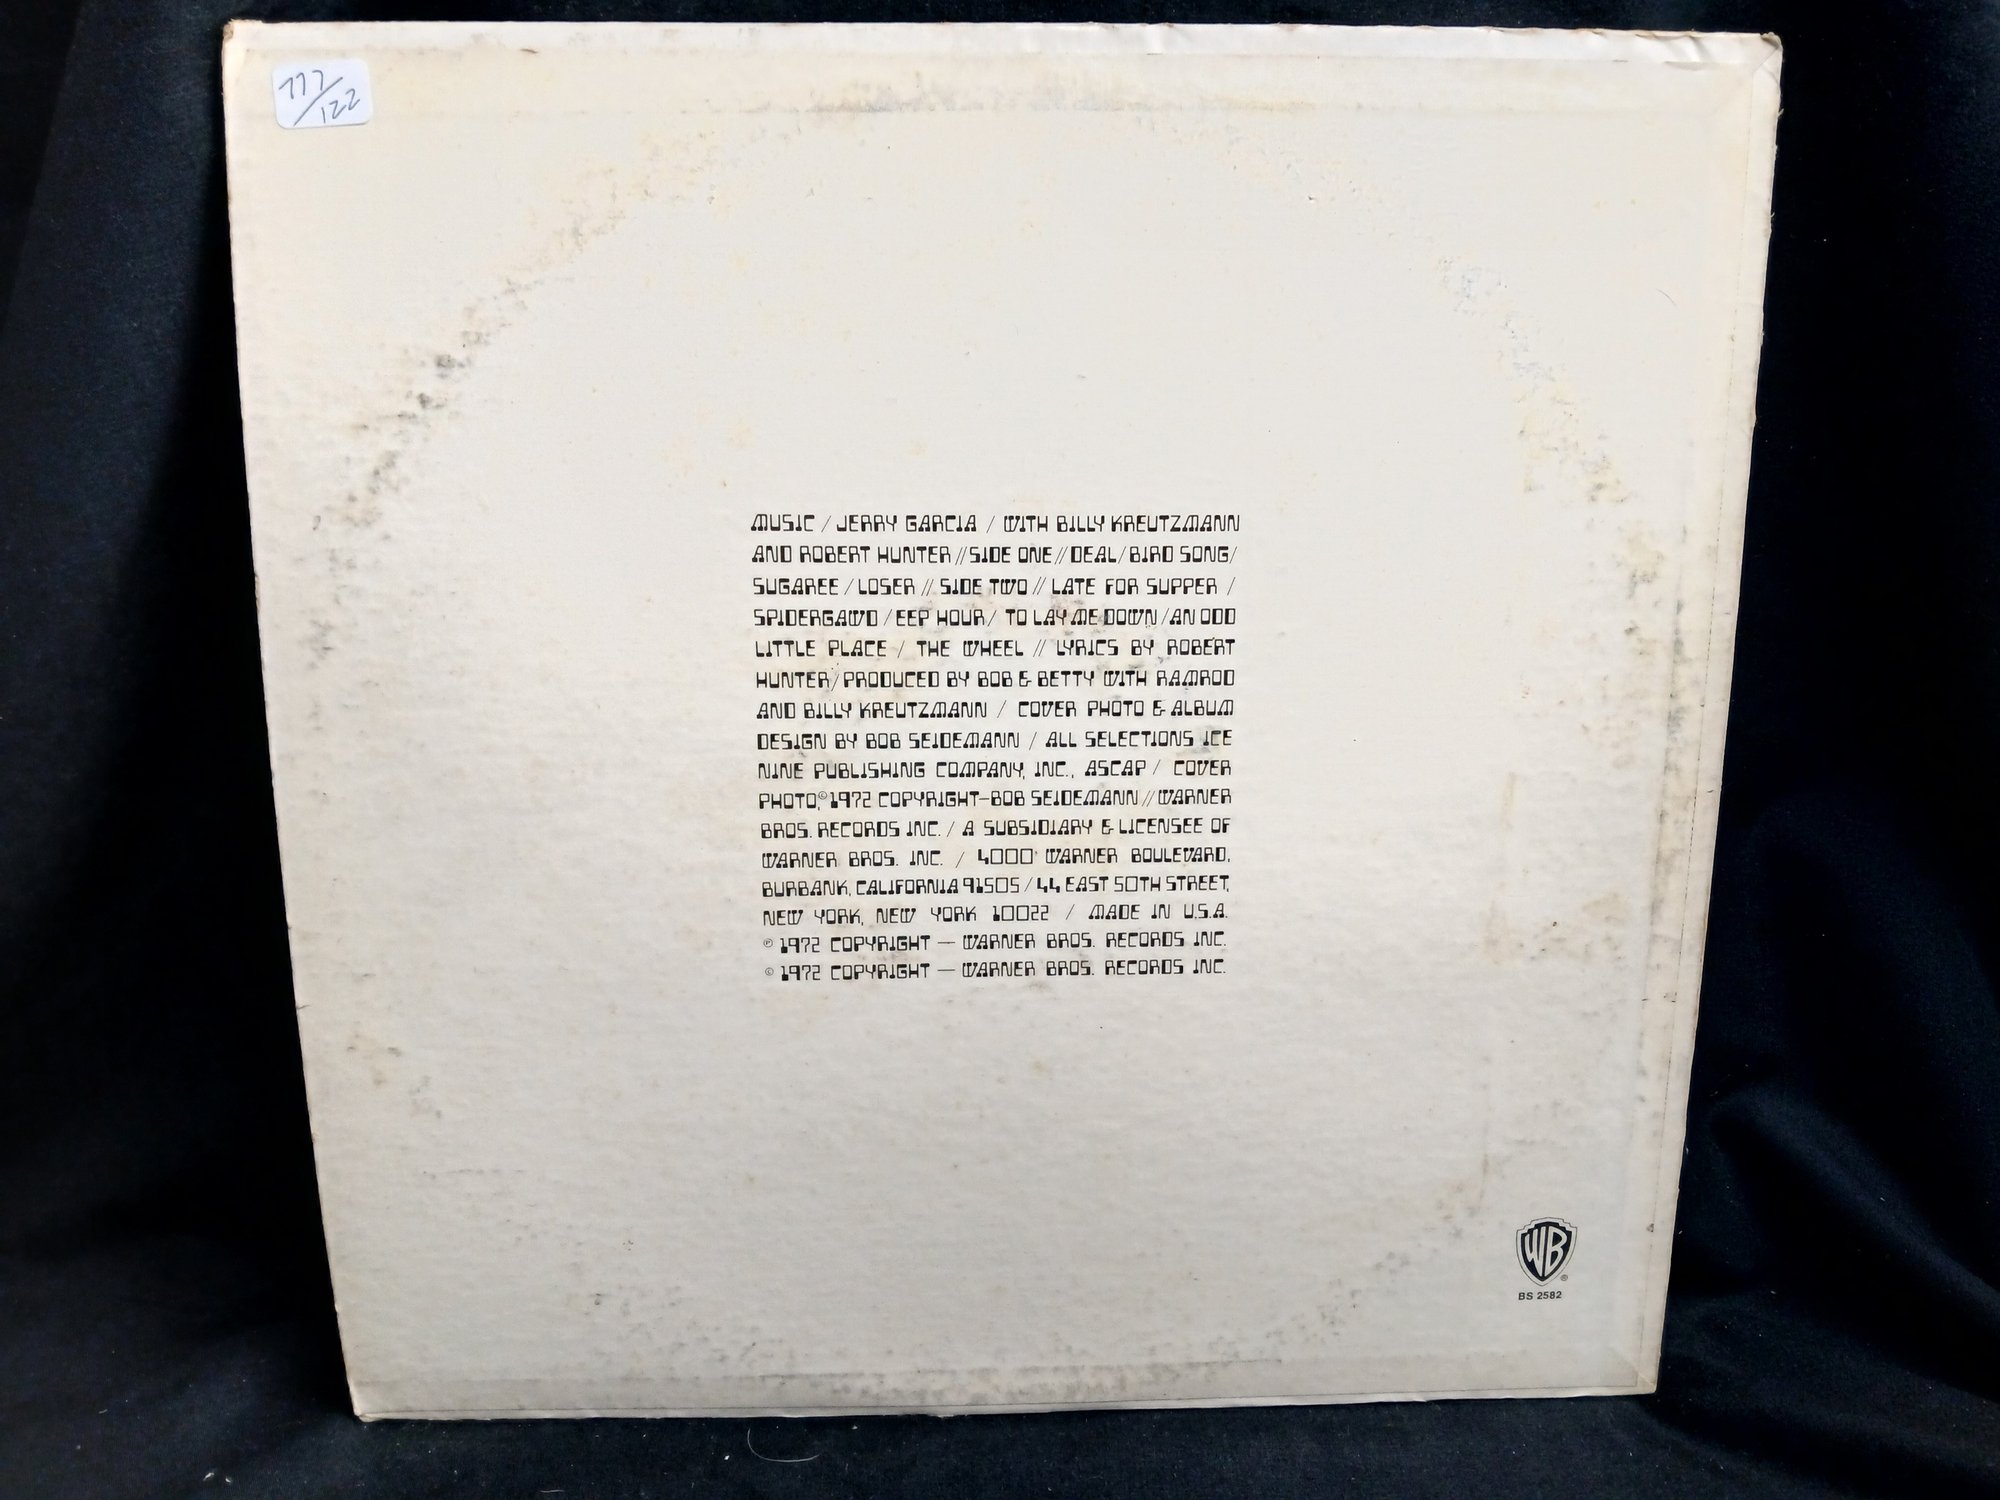 777/122
MUSIC / JERRY GARCIA / WITH BILLY KREUTZMANN
AND ROBERT HUNTER // SIDE ONE // DEAL / BIRD SONG /
SUGAREE / LOSER // SIDE TWO // LATE FOR SUPPER /
SPIDERGAWD / EEP HOUR / TO LAY ME DOWN / AN ODD
LITTLE PLACE / THE WHEEL // LYRICS BY ROBERT
HUNTER / PRODUCED BY BOB & BETTY WITH RAMROD
AND BILLY KREUTZMANN / COVER PHOTO & ALBUM
DESIGN BY BOB SEIDEMANN / ALL SELECTIONS ICE
NINE PUBLISHING COMPANY, INC., ASCAP / COVER
PHOTO, © 1972 COPYRIGHT-BOB SEIDEMANN // WARNER
BROS. RECORDS INC. / A SUBSIDIARY & LICENSEE OF
WARNER BROS. INC. / 4000 WARNER BOULEVARD,
BURBANK, CALIFORNIA 91505 / 44 EAST 50TH STREET,
NEW YORK, NEW YORK 10022 / MADE IN U.S.A.
℗ 1972 COPYRIGHT — WARNER BROS. RECORDS INC.
© 1972 COPYRIGHT — WARNER BROS. RECORDS INC.
WB ®
BS 2582